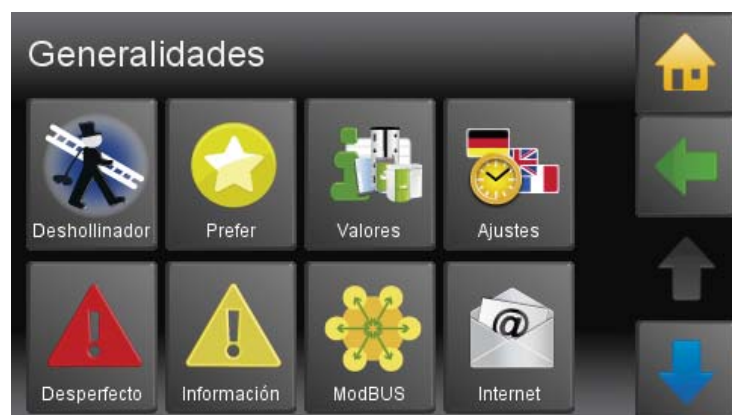 Generalidades
Deshollinador
Prefer
Valores
Ajustes
Desperfecto
Información
ModBUS
@
Internet